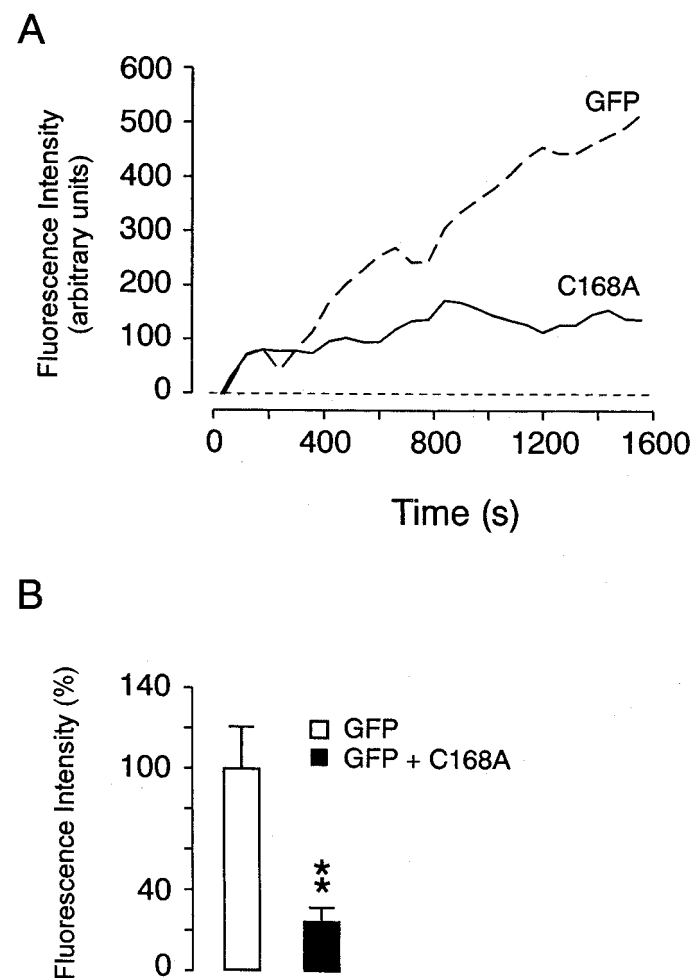 A
Fluorescence Intensity
(arbitrary units)
600
500
400
300
200
100
0
GFP
C168A
0 400 800 1200 1600
Time (s)
B
Fluorescence Intensity (%)
140
100
40
0
GFP
GFP + C168A
*
*